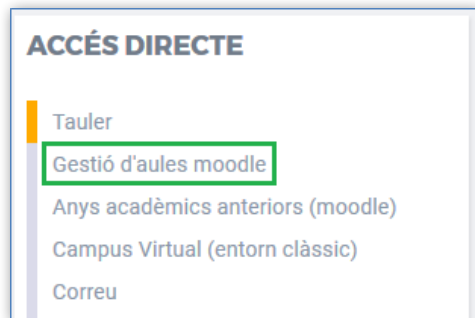 ACCÉS DIRECTE
Tauler
Gestió d'aules moodle
Anys acadèmics anteriors (moodle)
Campus Virtual (entorn clàssic)
Correu